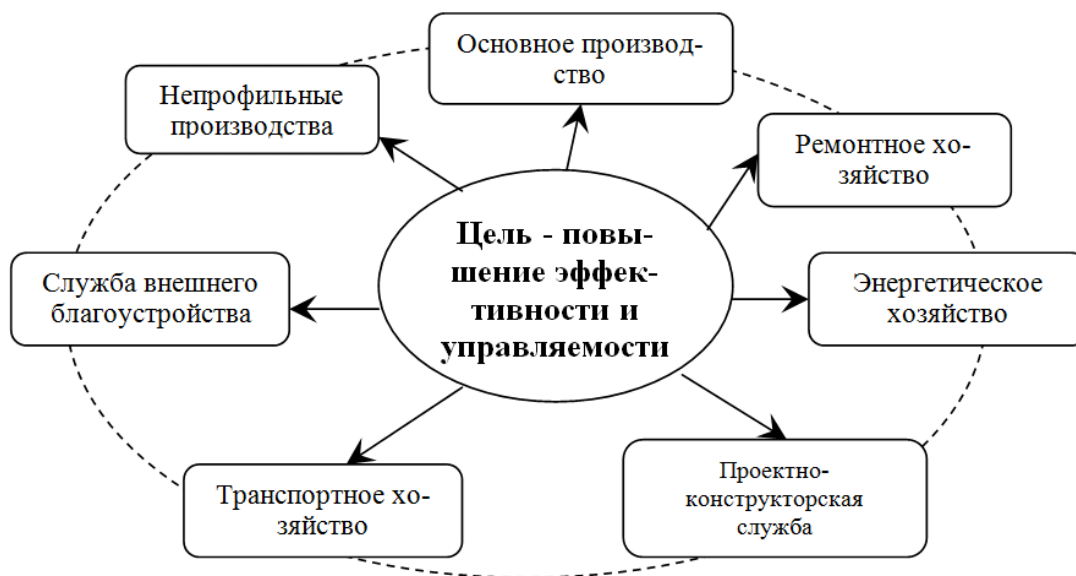 Основное производ-
ство
Непрофильные
производства
Ремонтное хо-
зяйство
Цель - повы-
шение эффек-
тивности и
управляемости
Служба внешнего
благоустройства
Энергетическое
хозяйство
Транспортное хо-
зяйство
Проектно-
конструкторская
служба